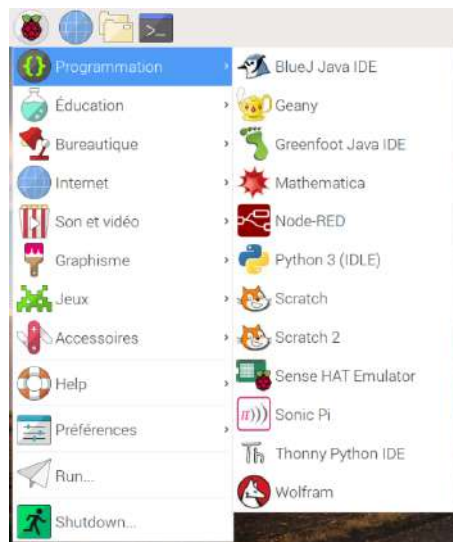 Programmation
Éducation
Bureautique
Internet
Son et vidéo
Graphisme
Jeux
Accessoires
Help
Préférences
Run...
Shutdown...
BlueJ Java IDE
Geany
Greenfoot Java IDE
Mathematica
Node-RED
Python 3 (IDLE)
Scratch
Scratch 2
Sense HAT Emulator
Sonic Pi
Thonny Python IDE
Wolfram